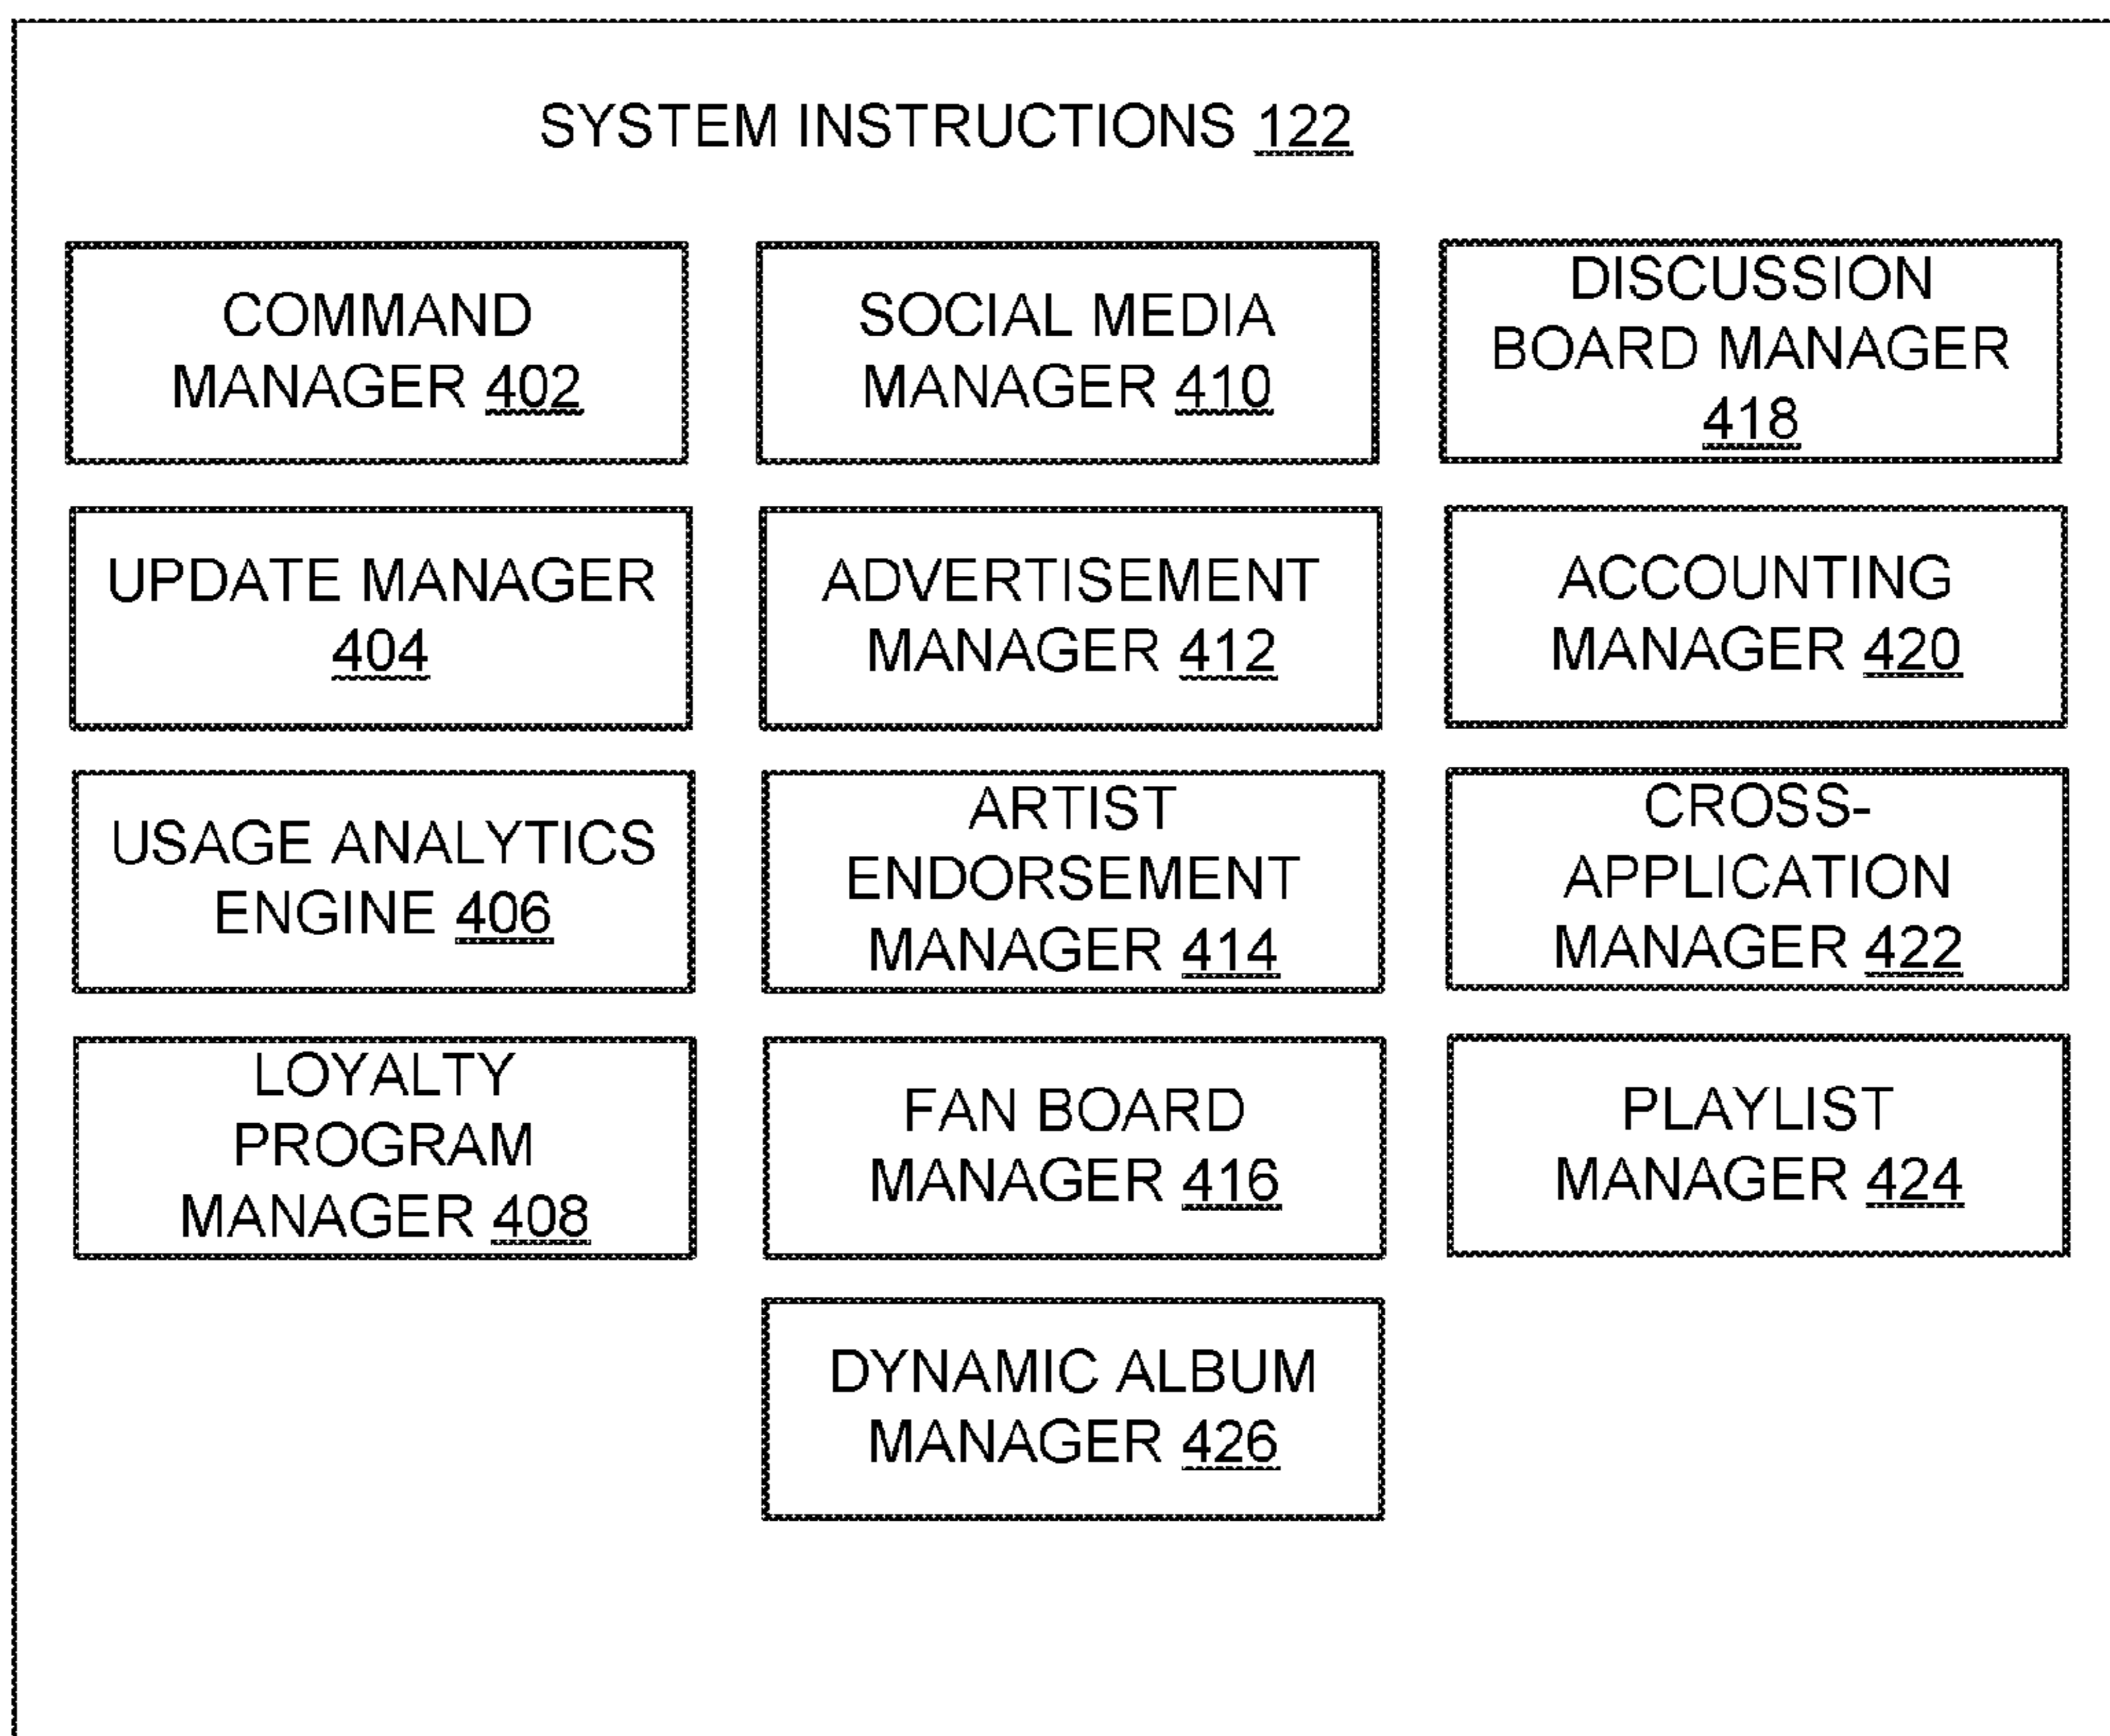 SYSTEM INSTRUCTIONS 122
COMMAND
MANAGER 402
SOCIAL MEDIA
MANAGER 410
DISCUSSION
BOARD MANAGER
418
UPDATE MANAGER
404
ADVERTISEMENT
MANAGER 412
ACCOUNTING
MANAGER 420
USAGE ANALYTICS
ENGINE 406
ARTIST
ENDORSEMENT
MANAGER 414
CROSS-
APPLICATION
MANAGER 422
LOYALTY
PROGRAM
MANAGER 408
FAN BOARD
MANAGER 416
PLAYLIST
MANAGER 424
DYNAMIC ALBUM
MANAGER 426